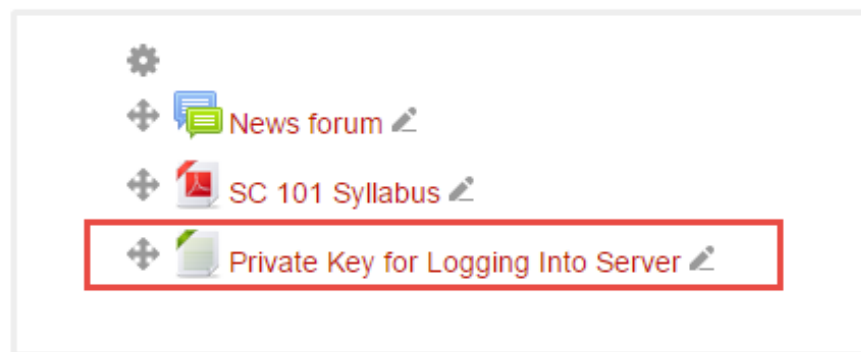 News forum
SC 101 Syllabus
Private Key for Logging Into Server